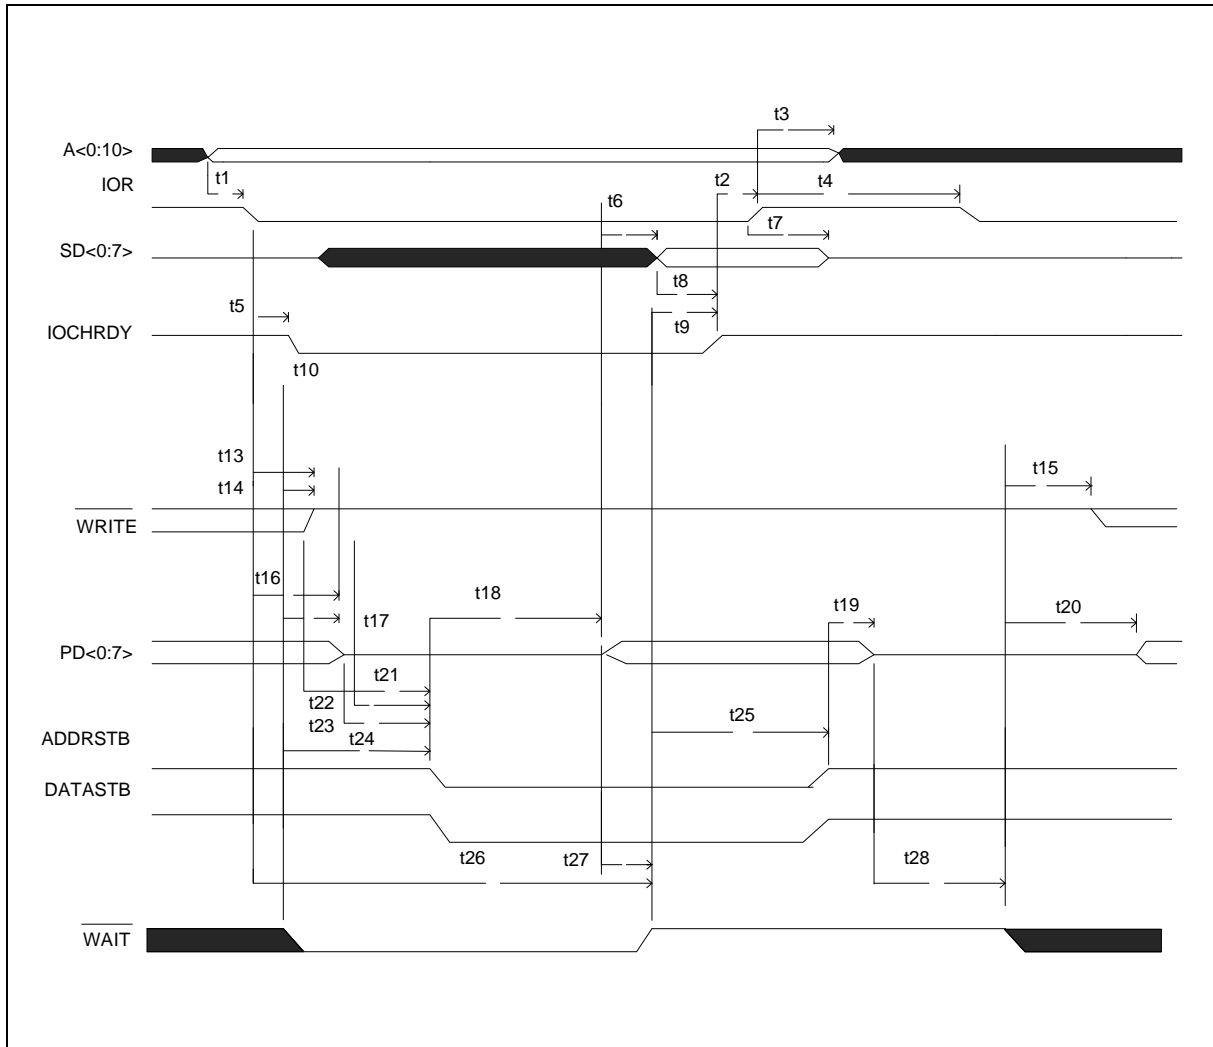 t3
A<0:10>
IOR
t1
t2
t4
t6
SD<0:7>
t7
t8
t5
IOCHRDY
t9
t10
t13
t14
t15
WRITE
t16
t17
t18
t19
t20
PD<0:7>
t21
t22
t23
t24
t25
ADDRSTB
DATASTB
t26
t27
t28
WAIT